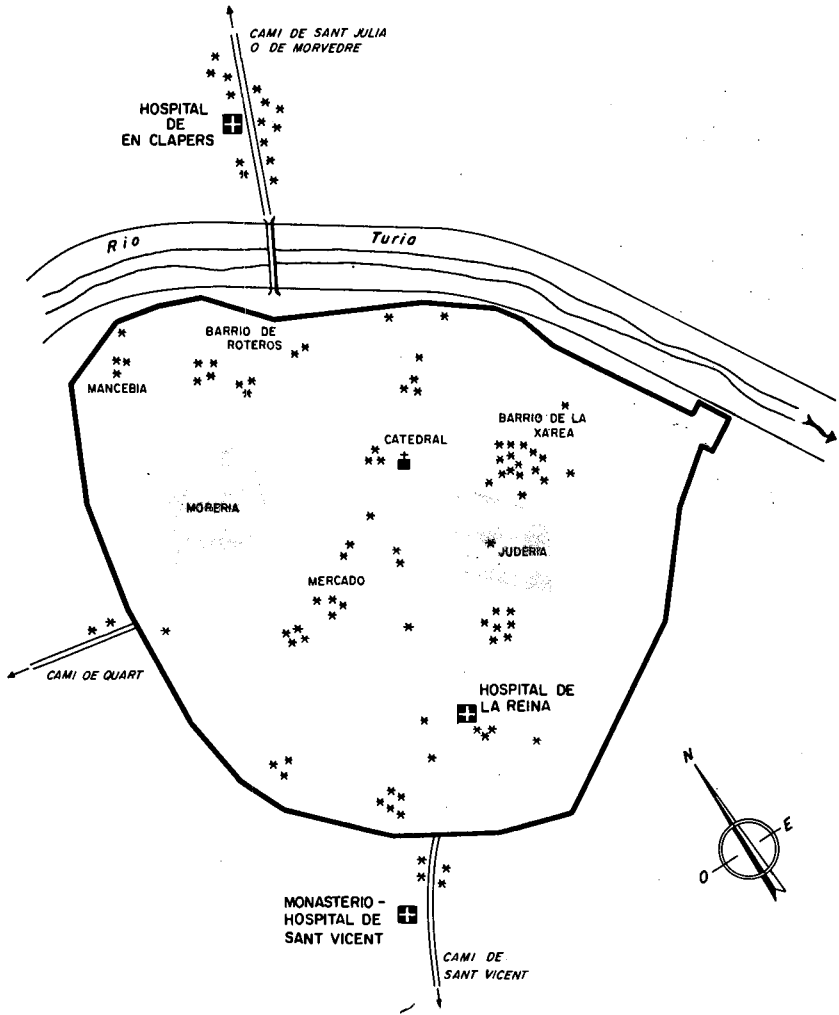 CAMI DE SANT JULIA
O DE MORVEDRE
HOSPITAL
DE
EN CLAPERS
Rio Turia
BARRIO DE
ROTEROS
MANCEBIA
BARRIO DE LA
XAREA
CATEDRAL
MORERIA
JUDERIA
MERCADO
CAMI DE QUART
HOSPITAL DE
LA REINA
N
E
O
MONASTERIO -
HOSPITAL DE
SANT VICENT
CAMI DE
SANT VICENT